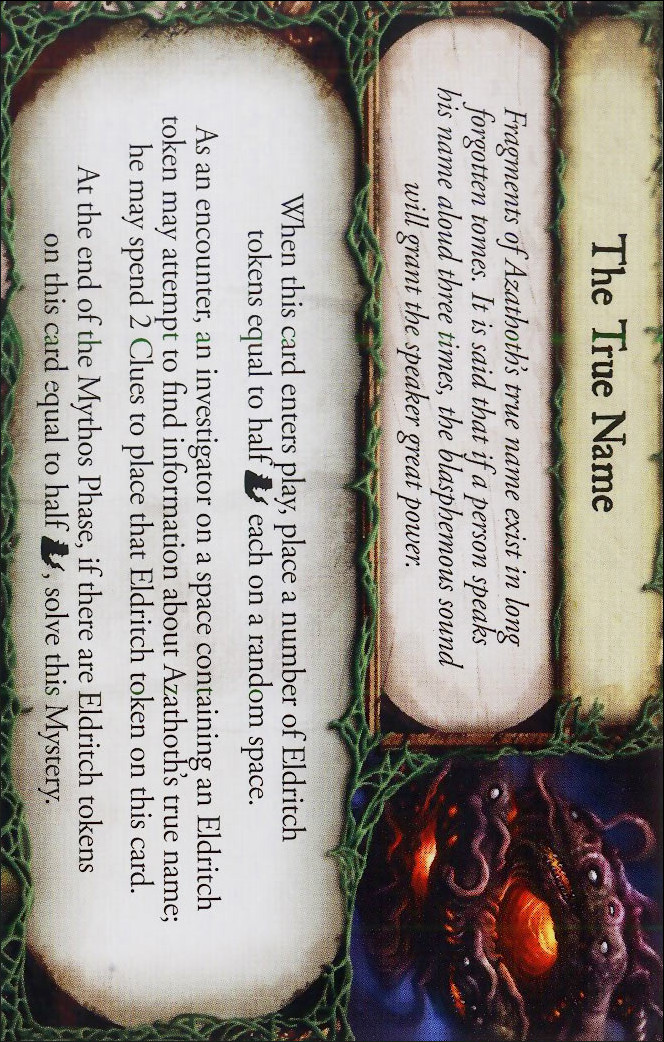 The True Name
Fragments of Azathoth's true name exist in long
forgotten tomes. It is said that if a person speaks
his name aloud three times, the blasphemous sound
will grant the speaker great power.
When this card enters play, place a number of Eldritch
tokens equal to half each on a random space.
As an encounter, an investigator on a space containing an Eldritch
token may attempt to find information about Azathoth's true name;
he may spend 2 Clues to place that Eldritch token on this card.
At the end of the Mythos Phase, if there are Eldritch tokens
on this card equal to half , solve this Mystery.